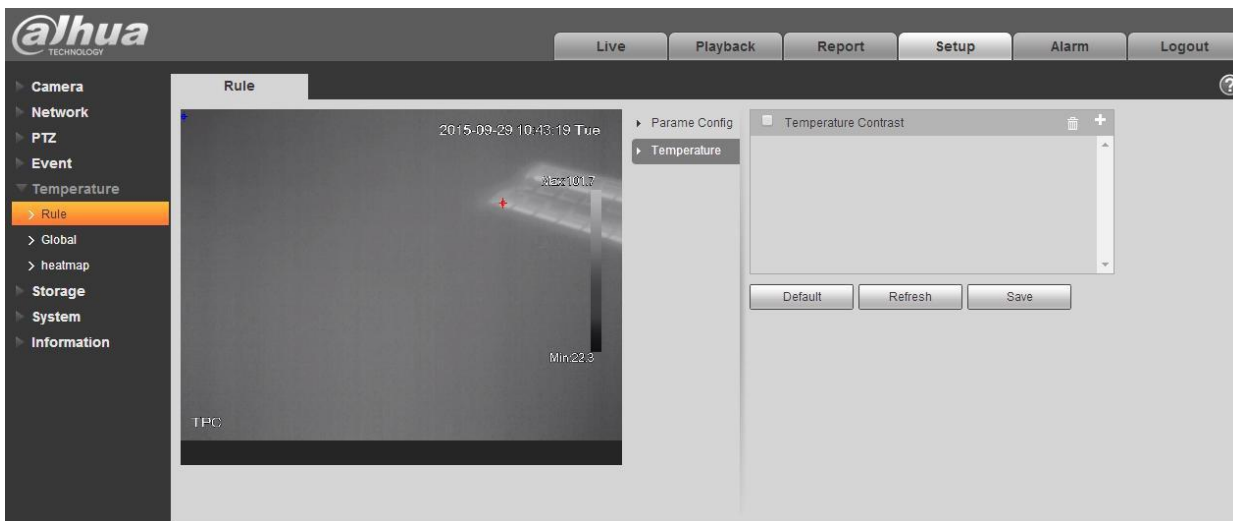 alhua
TECHNOLOGY
Live
Playback
Report
Setup
Alarm
Logout
Camera
Network
PTZ
Event
Temperature
Rule
Global
heatmap
Storage
System
Information
Rule
2015-09-29 10:43:19 Tue
Max:101.7
Min:22.3
TPC
Parame Config
Temperature
Temperature Contrast
Default
Refresh
Save